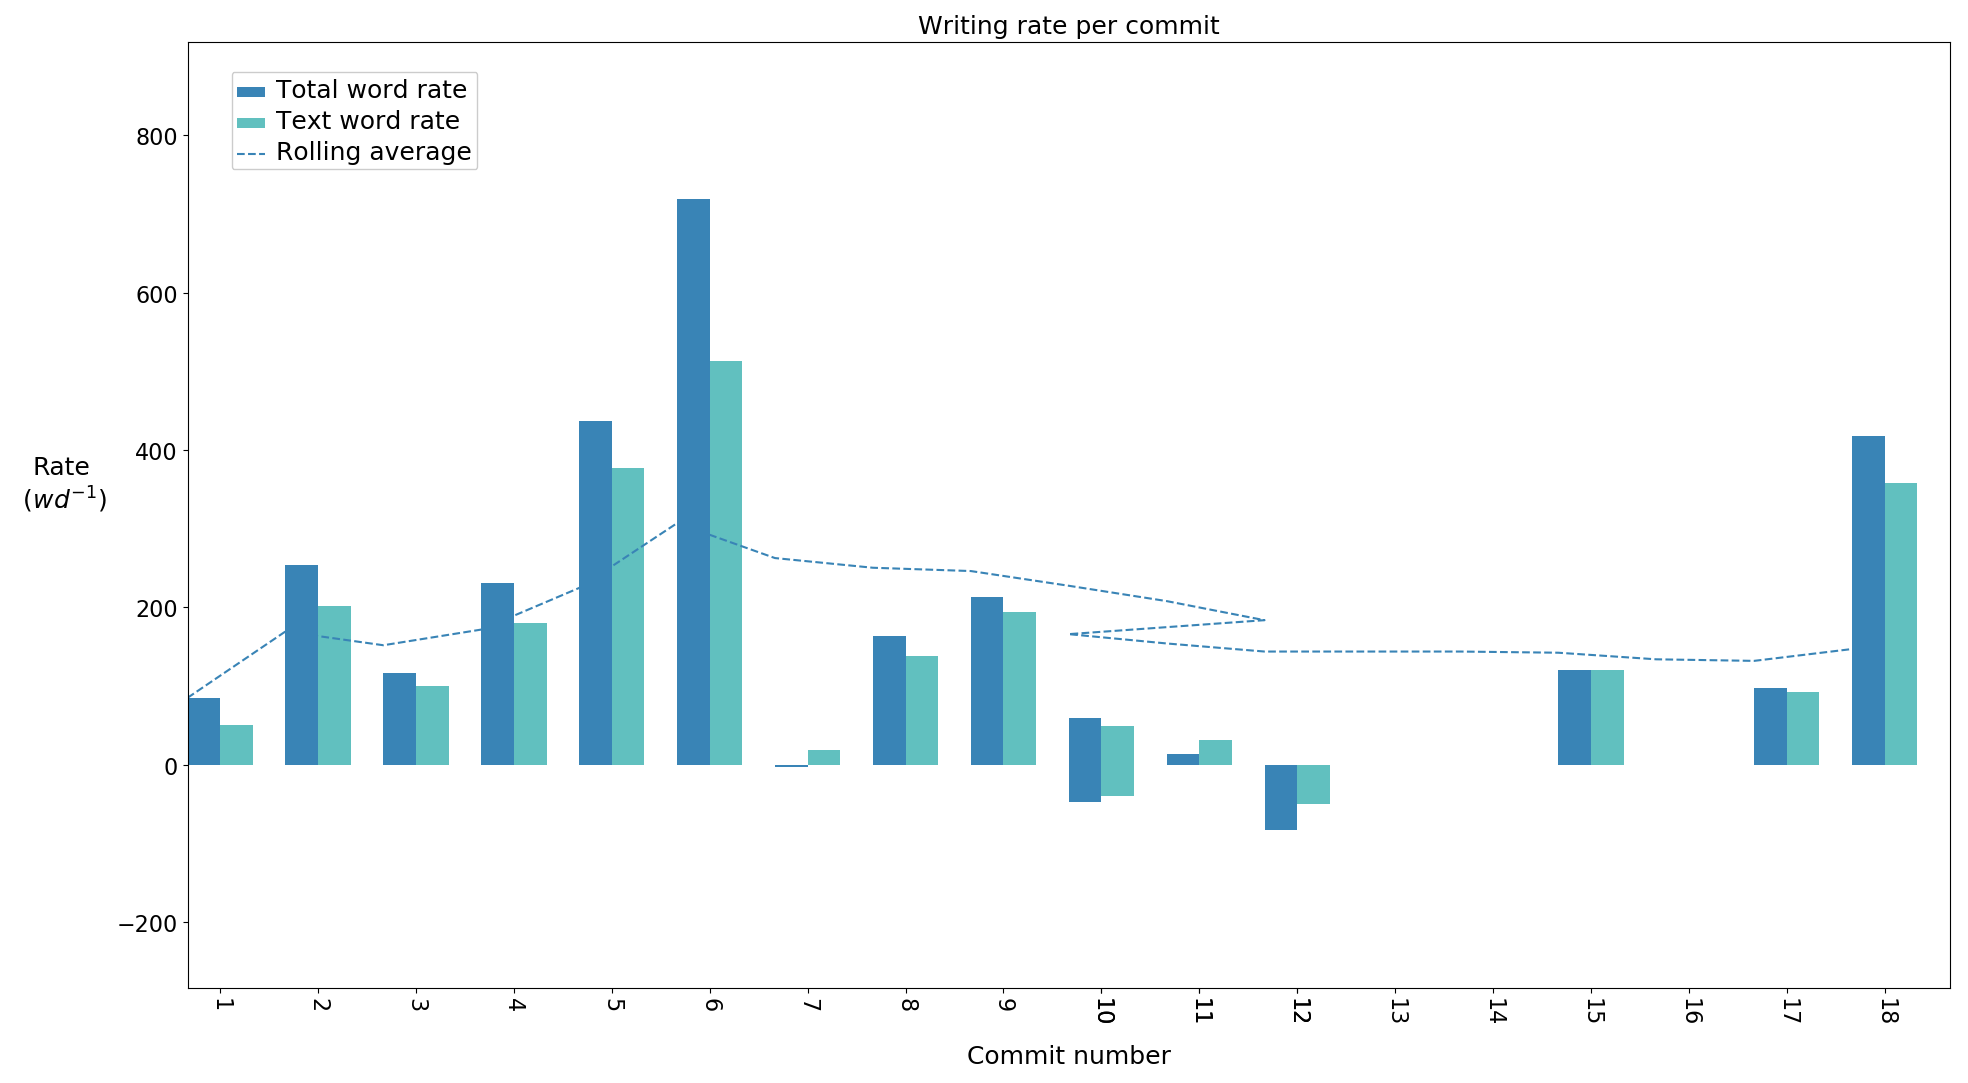 Writing rate per commit
Total word rate
Text word rate
Rolling average
800
600
400
200
0
−200
Rate
(wd⁻¹)
1 2 3 4 5 6 7 8 9 10 11 12 13 14 15 16 17 18
Commit number